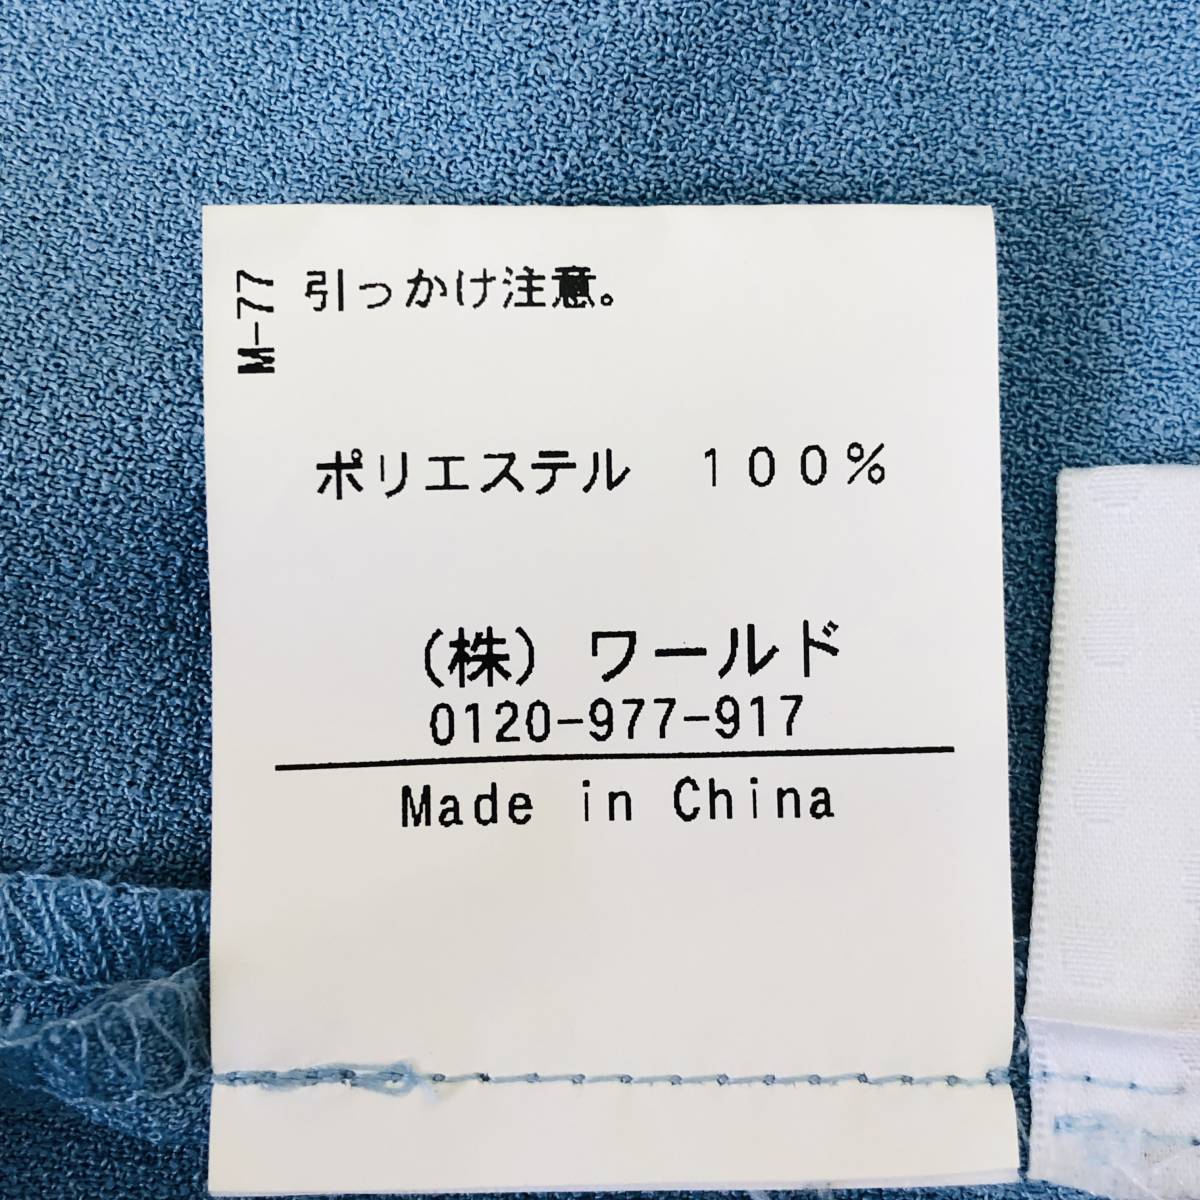 M-77
引っかけ注意。
ポリエステル　１００％
(株) ワールド
0120-977-917
Made in China